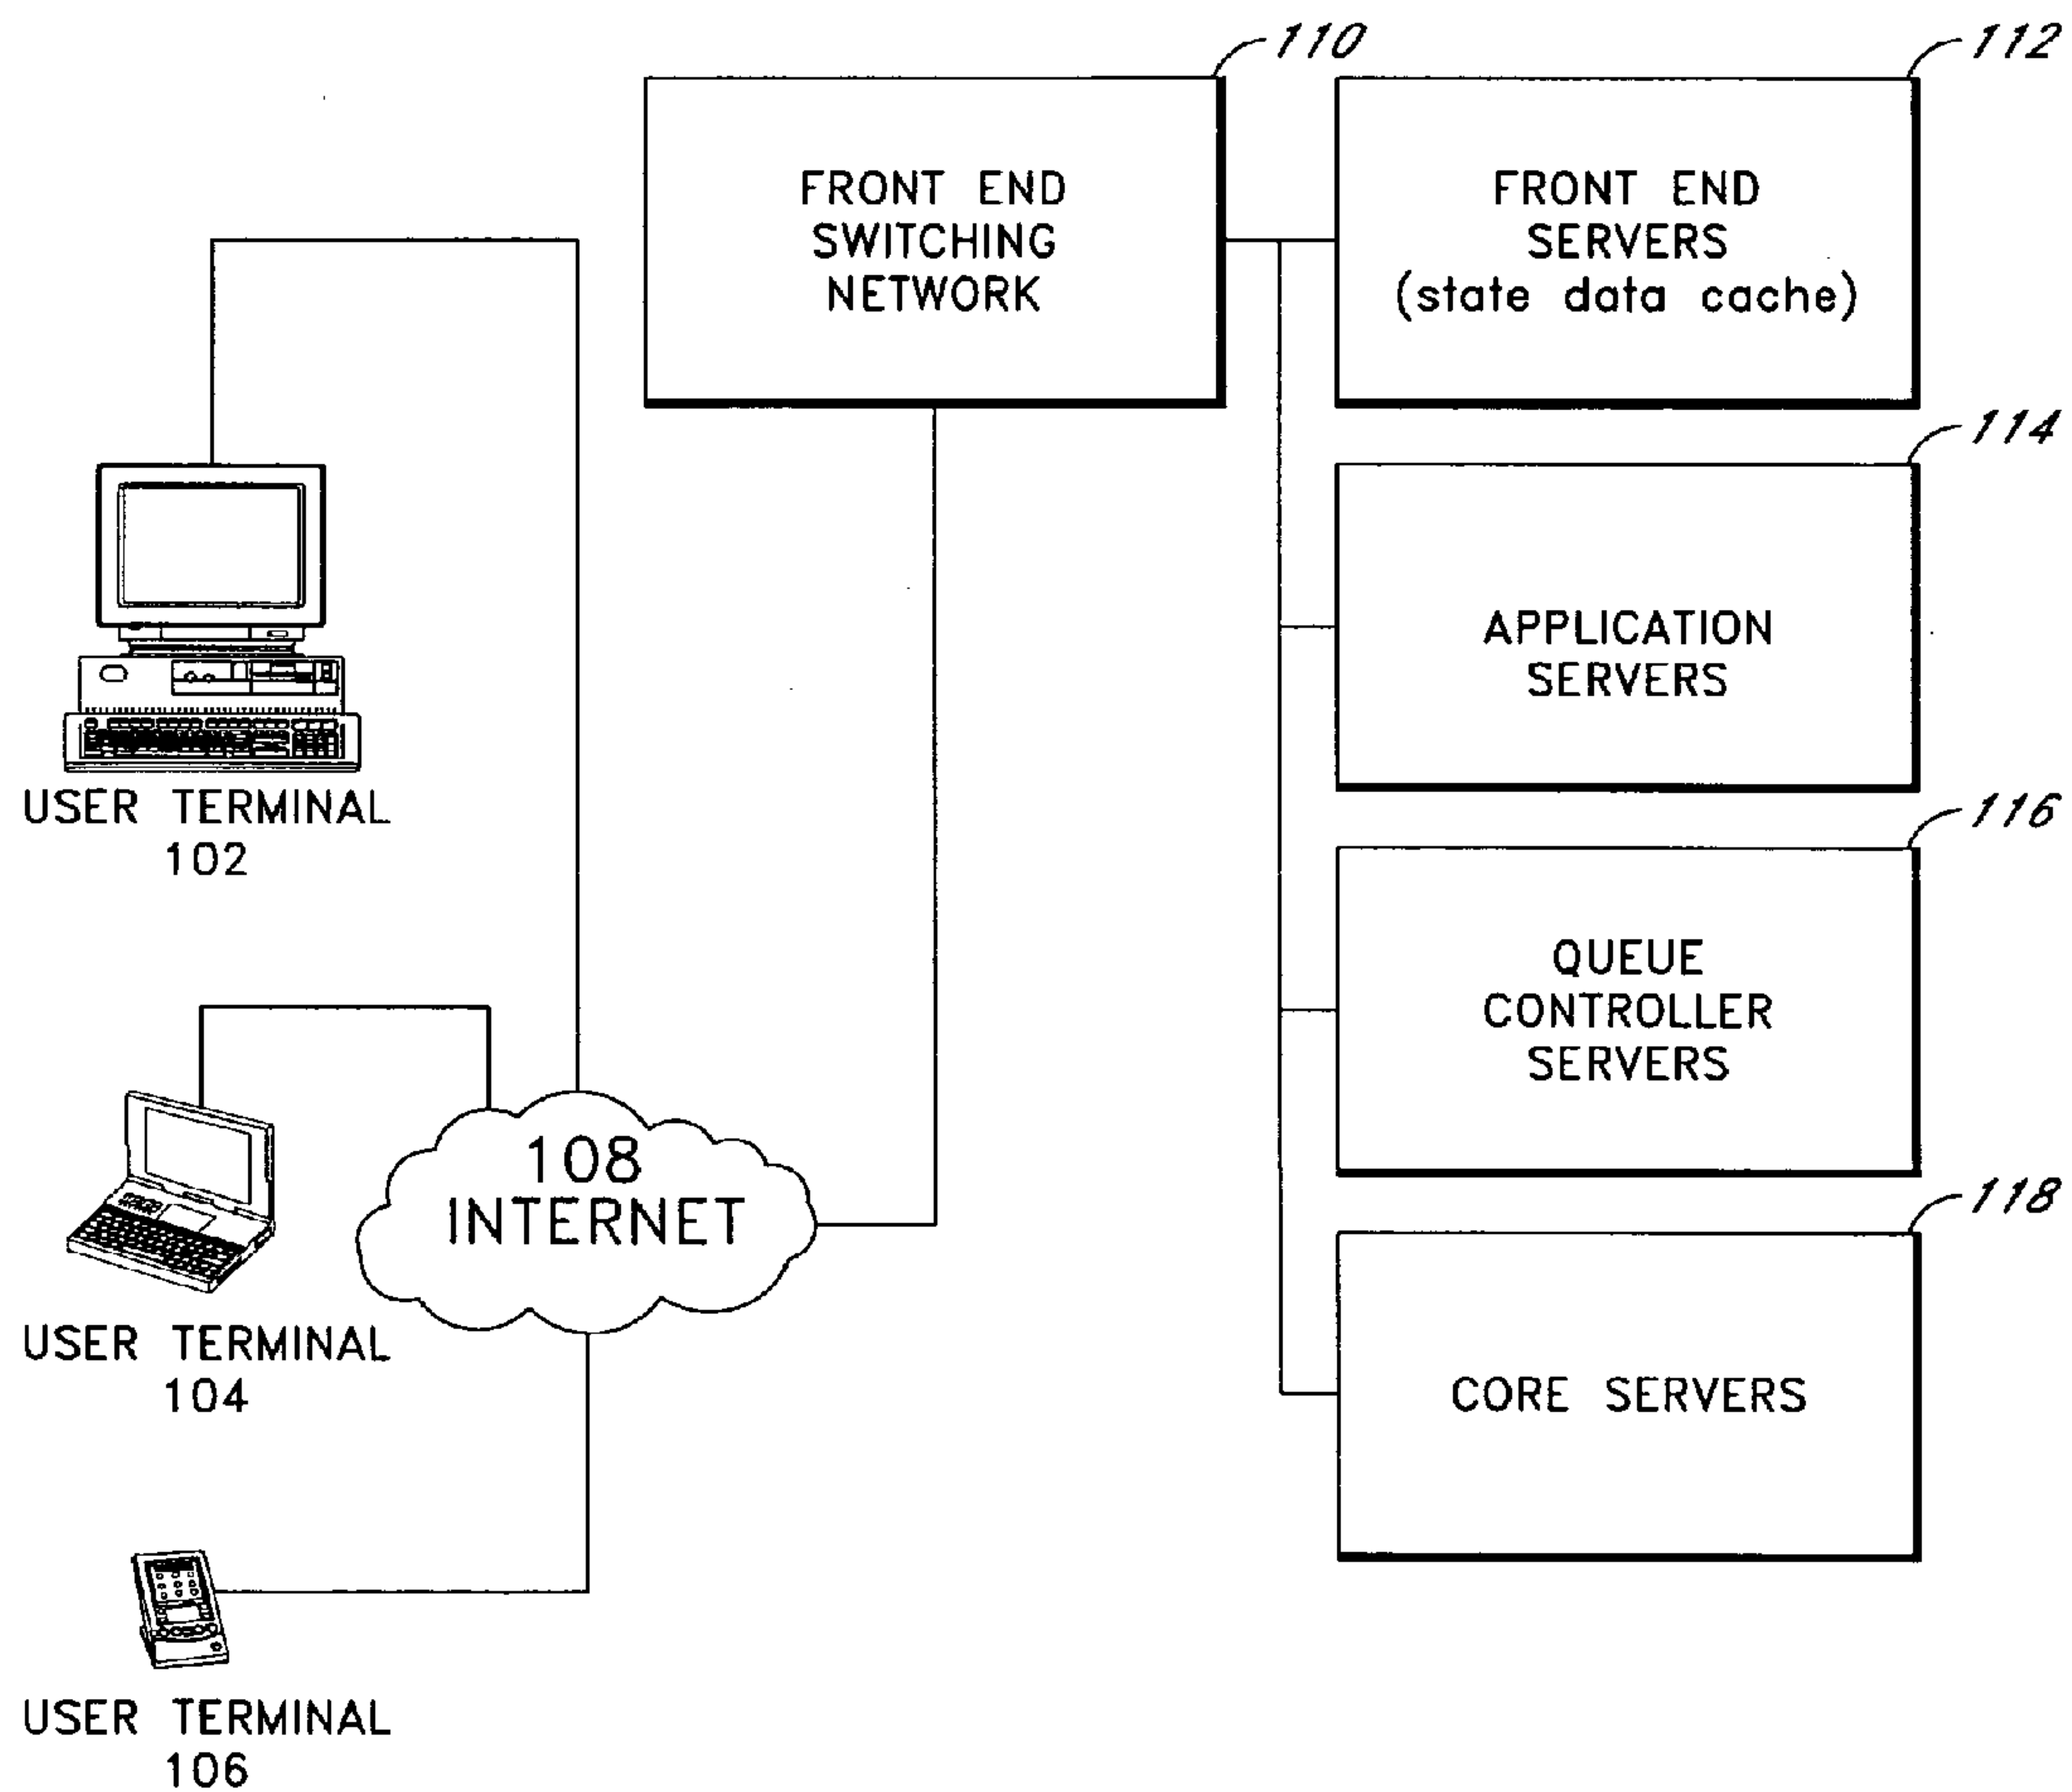 110
112
FRONT END
SWITCHING
NETWORK
FRONT END
SERVERS
(state data cache)
114
APPLICATION
SERVERS
USER TERMINAL
102
116
QUEUE
CONTROLLER
SERVERS
108
INTERNET
118
USER TERMINAL
104
CORE SERVERS
USER TERMINAL
106